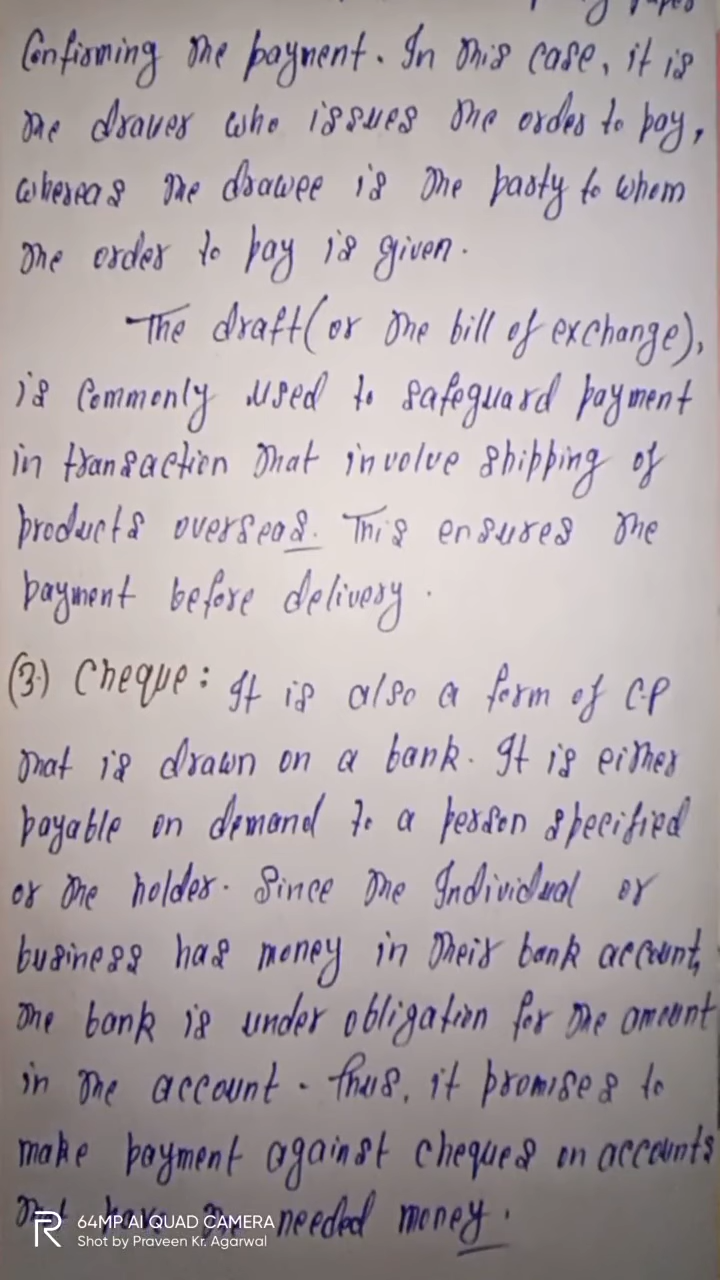 Confirming the payment. In this case, it is
the drawer who issues the order to pay,
whereas the drawee is the party to whom
the order to pay is given.
The draft (or the bill of exchange),
is commonly used to safeguard payment
in transaction that involve shipping of
products overseas. This ensures the
payment before delivery.
(3.) Cheque: It is also a form of C.P
that is drawn on a bank. It is either
payable on demand to a person specified
or the holder. Since the Individual or
business has money in their bank account,
the bank is under obligation for the amount
in the account. Thus, it promises to
make payment against cheques on accounts
that have the needed money.
64MP AI QUAD CAMERA
Shot by Praveen Kr. Agarwal